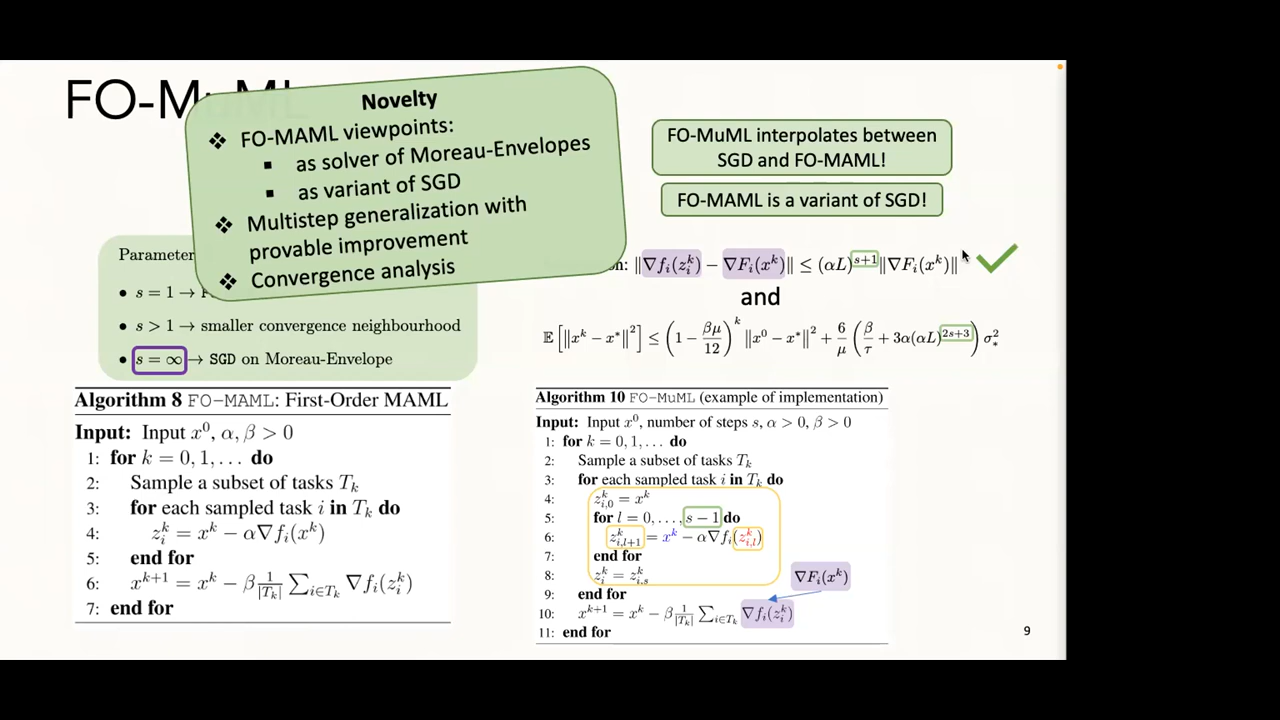 FO-MuML
Novelty
❖ FO-MAML viewpoints:
▪ as solver of Moreau-Envelopes
▪ as variant of SGD
❖ Multistep generalization with
provable improvement
❖ Convergence analysis
FO-MuML interpolates between
SGD and FO-MAML!
FO-MAML is a variant of SGD!
Parameter
• s = 1 → F
• s > 1 → smaller convergence neighbourhood
• s = ∞ → SGD on Moreau-Envelope
n: ‖∇f_i(z_i^k) − ∇F_i(x^k)‖ ≤ (αL)^{s+1}‖∇F_i(x^k)‖
and
𝔼[‖x^k − x^*‖^2] ≤ (1 − βμ/12)^k ‖x^0 − x^*‖^2 + 6/μ (β/τ + 3α(αL)^{2s+3}) σ_*^2
Algorithm 8 FO-MAML: First-Order MAML
Input: Input x^0, α, β > 0
1: for k = 0, 1, . . . do
2: Sample a subset of tasks T_k
3: for each sampled task i in T_k do
4: z_i^k = x^k − α∇f_i(x^k)
5: end for
6: x^{k+1} = x^k − β 1/|T_k| ∑_{i∈T_k} ∇f_i(z_i^k)
7: end for
Algorithm 10 FO-MuML (example of implementation)
Input: Input x^0, number of steps s, α > 0, β > 0
1: for k = 0, 1, . . . do
2: Sample a subset of tasks T_k
3: for each sampled task i in T_k do
4: z_{i,0}^k = x^k
5: for l = 0, . . . , s − 1 do
6: z_{i,l+1}^k = x^k − α∇f_i(z_{i,l}^k)
7: end for
8: z_i^k = z_{i,s}^k
9: end for
∇F_i(x^k)
10: x^{k+1} = x^k − β 1/|T_k| ∑_{i∈T_k} ∇f_i(z_i^k)
11: end for
9